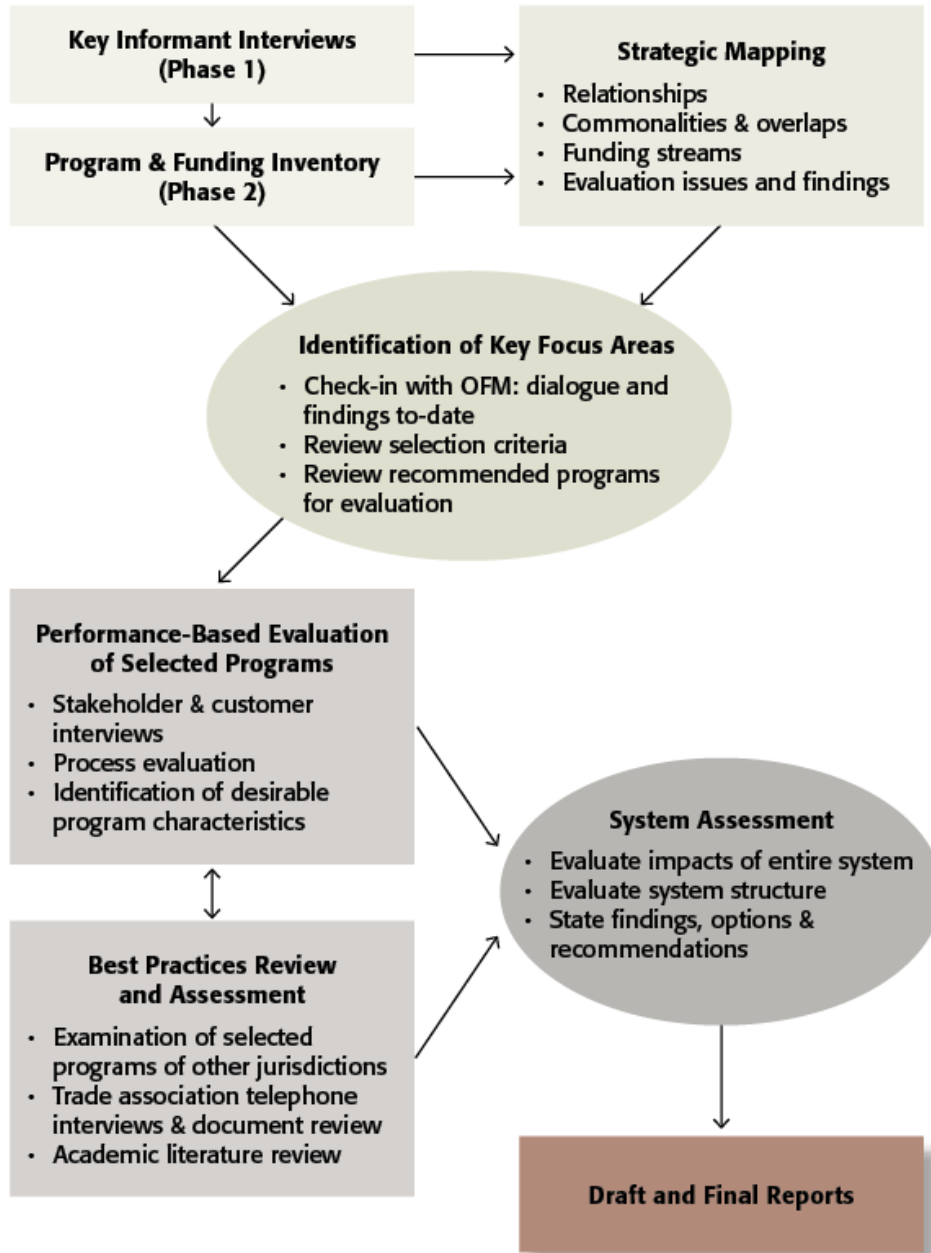 Key Informant Interviews
(Phase 1)
Program & Funding Inventory
(Phase 2)
Strategic Mapping
• Relationships
• Commonalities & overlaps
• Funding streams
• Evaluation issues and findings
Identification of Key Focus Areas
• Check-in with OFM: dialogue and
findings to-date
• Review selection criteria
• Review recommended programs
for evaluation
Performance-Based Evaluation
of Selected Programs
• Stakeholder & customer
interviews
• Process evaluation
• Identification of desirable
program characteristics
Best Practices Review
and Assessment
• Examination of selected
programs of other jurisdictions
• Trade association telephone
interviews & document review
• Academic literature review
System Assessment
• Evaluate impacts of entire system
• Evaluate system structure
• State findings, options &
recommendations
Draft and Final Reports